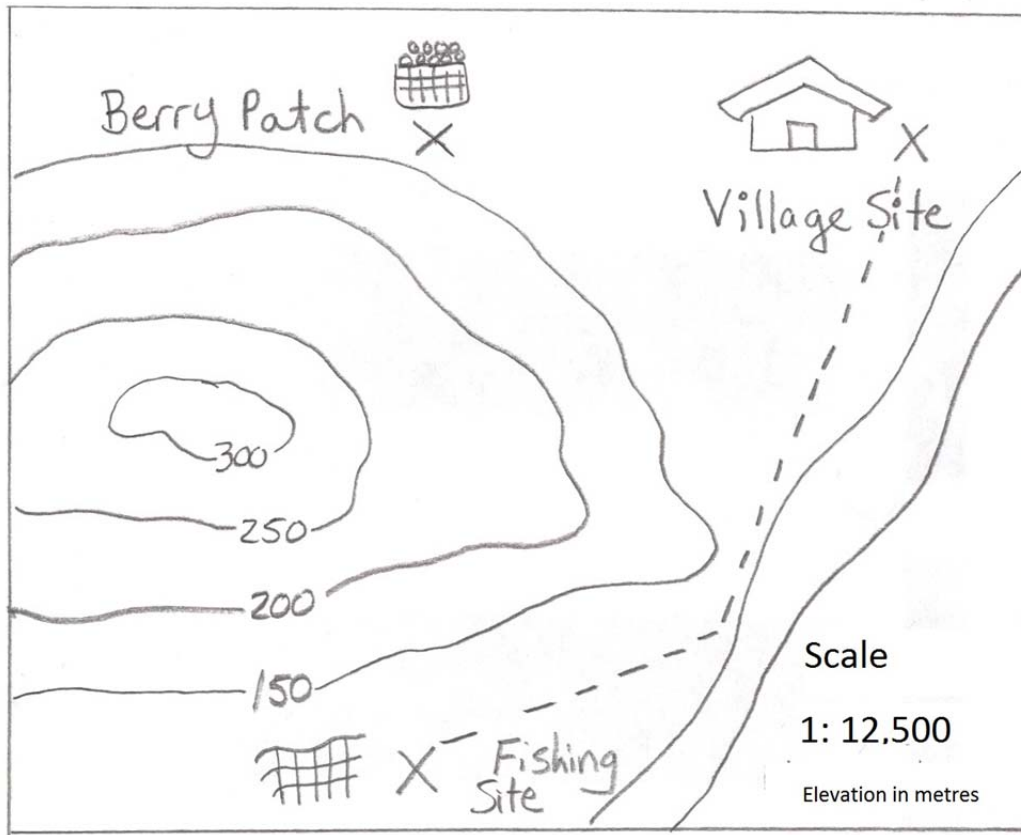 Berry Patch
Village Site
300
250
200
150
Fishing
Site
Scale
1: 12,500
Elevation in metres